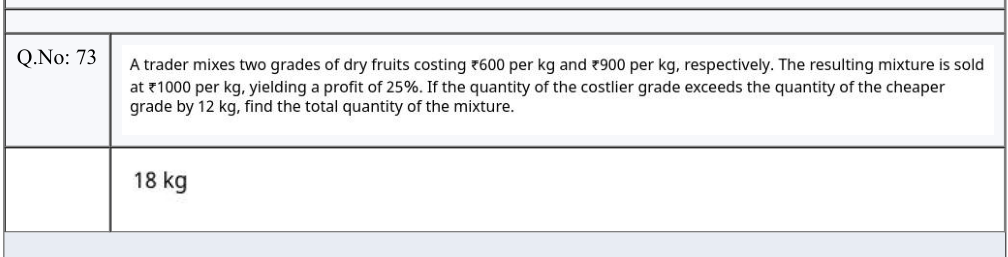 Q.No: 73
A trader mixes two grades of dry fruits costing ₹600 per kg and ₹900 per kg, respectively. The resulting mixture is sold
at ₹1000 per kg, yielding a profit of 25%. If the quantity of the costlier grade exceeds the quantity of the cheaper
grade by 12 kg, find the total quantity of the mixture.
18 kg